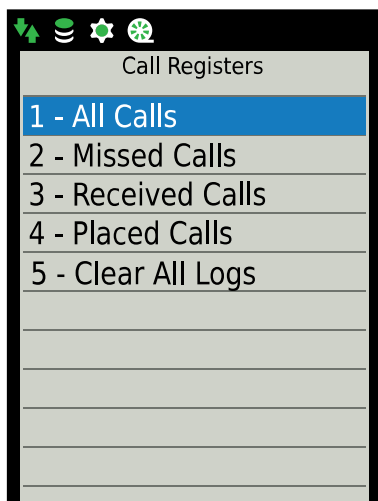 Call Registers
1 - All Calls
2 - Missed Calls
3 - Received Calls
4 - Placed Calls
5 - Clear All Logs